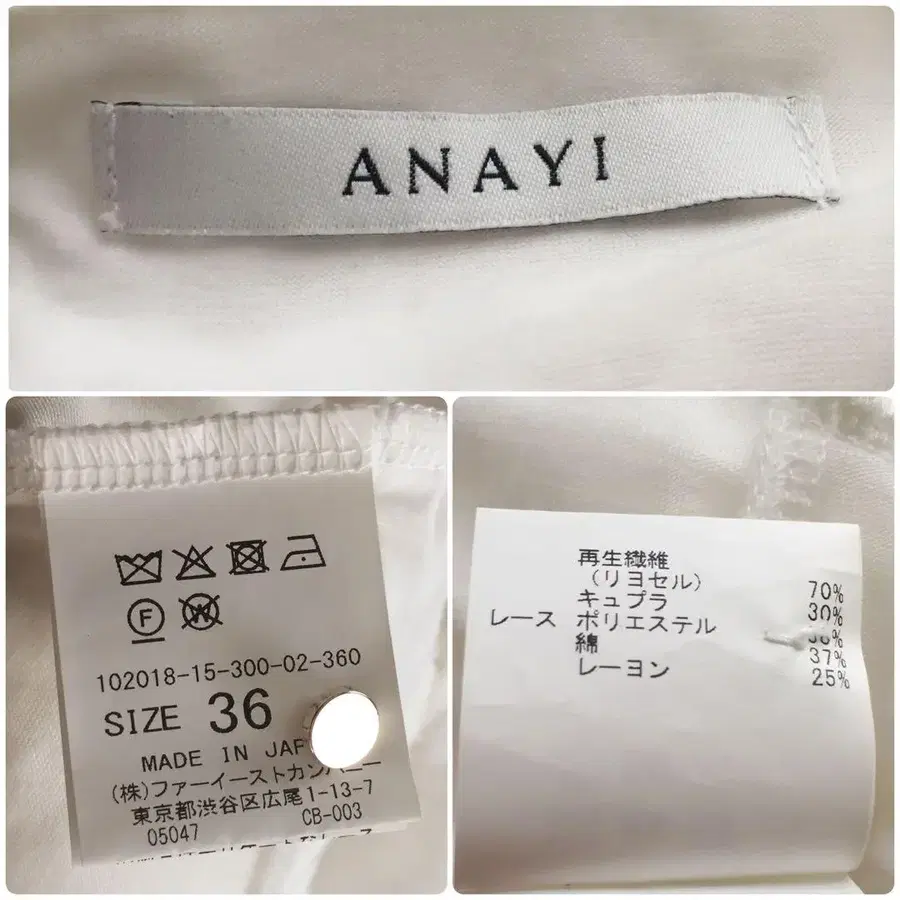 ANAYI
102018-15-300-02-360
SIZE 36
MADE IN
(株)ファーイーストカンパニー
東京都渋谷区広尾1-13-7
05047 CB-003
再生繊維
(リヨセル) 70%
キュプラ 30%
レース ポリエステル
綿 37%
レーヨン 25%